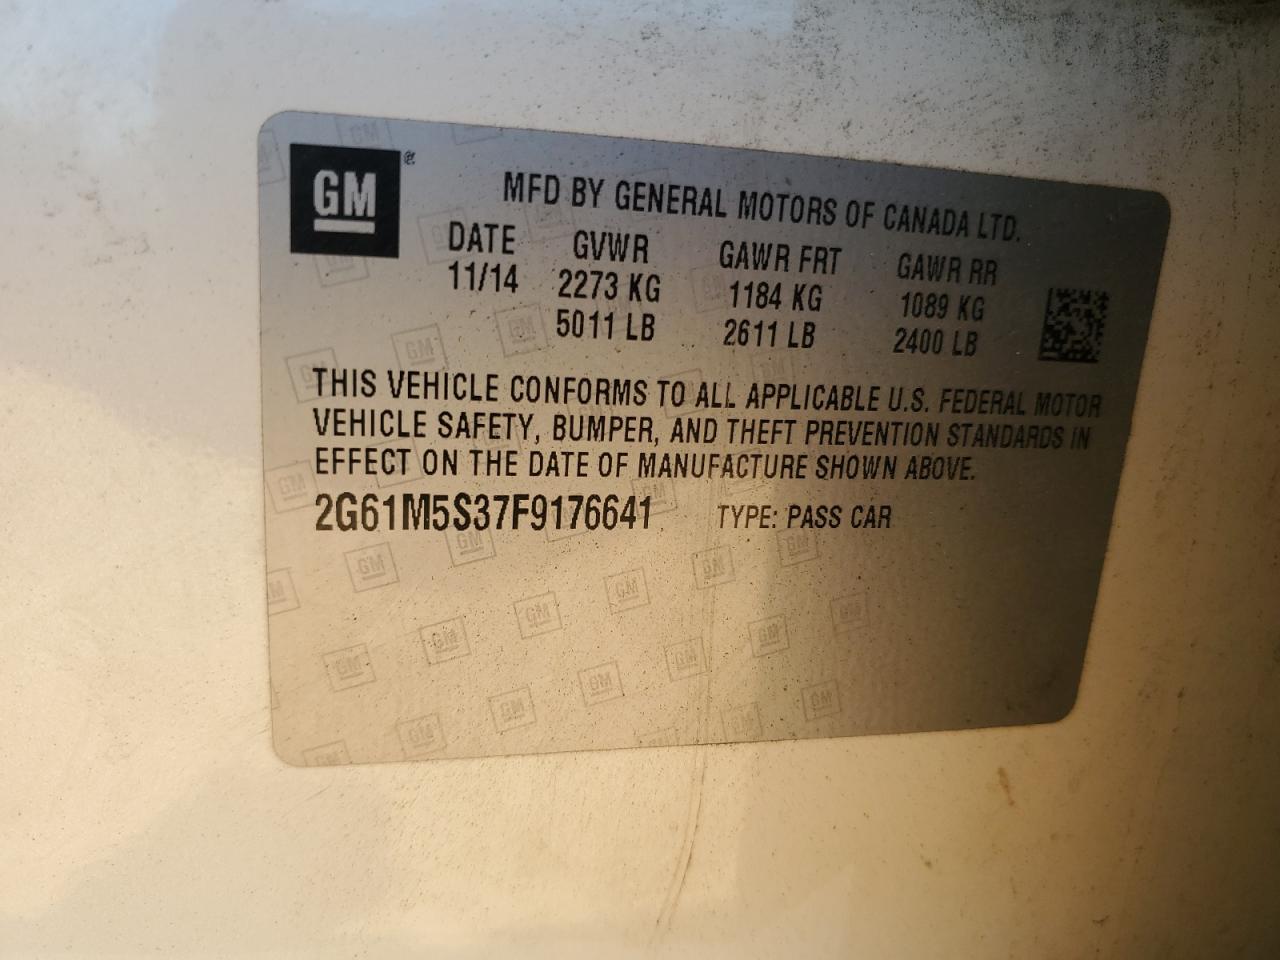 GM
MFD BY GENERAL MOTORS OF CANADA LTD.
DATE GVWR GAWR FRT GAWR RR
11/14 2273 KG 1184 KG 1089 KG
5011 LB 2611 LB 2400 LB
THIS VEHICLE CONFORMS TO ALL APPLICABLE U.S. FEDERAL MOTOR
VEHICLE SAFETY, BUMPER, AND THEFT PREVENTION STANDARDS IN
EFFECT ON THE DATE OF MANUFACTURE SHOWN ABOVE.
2G61M5S37F9176641 TYPE: PASS CAR